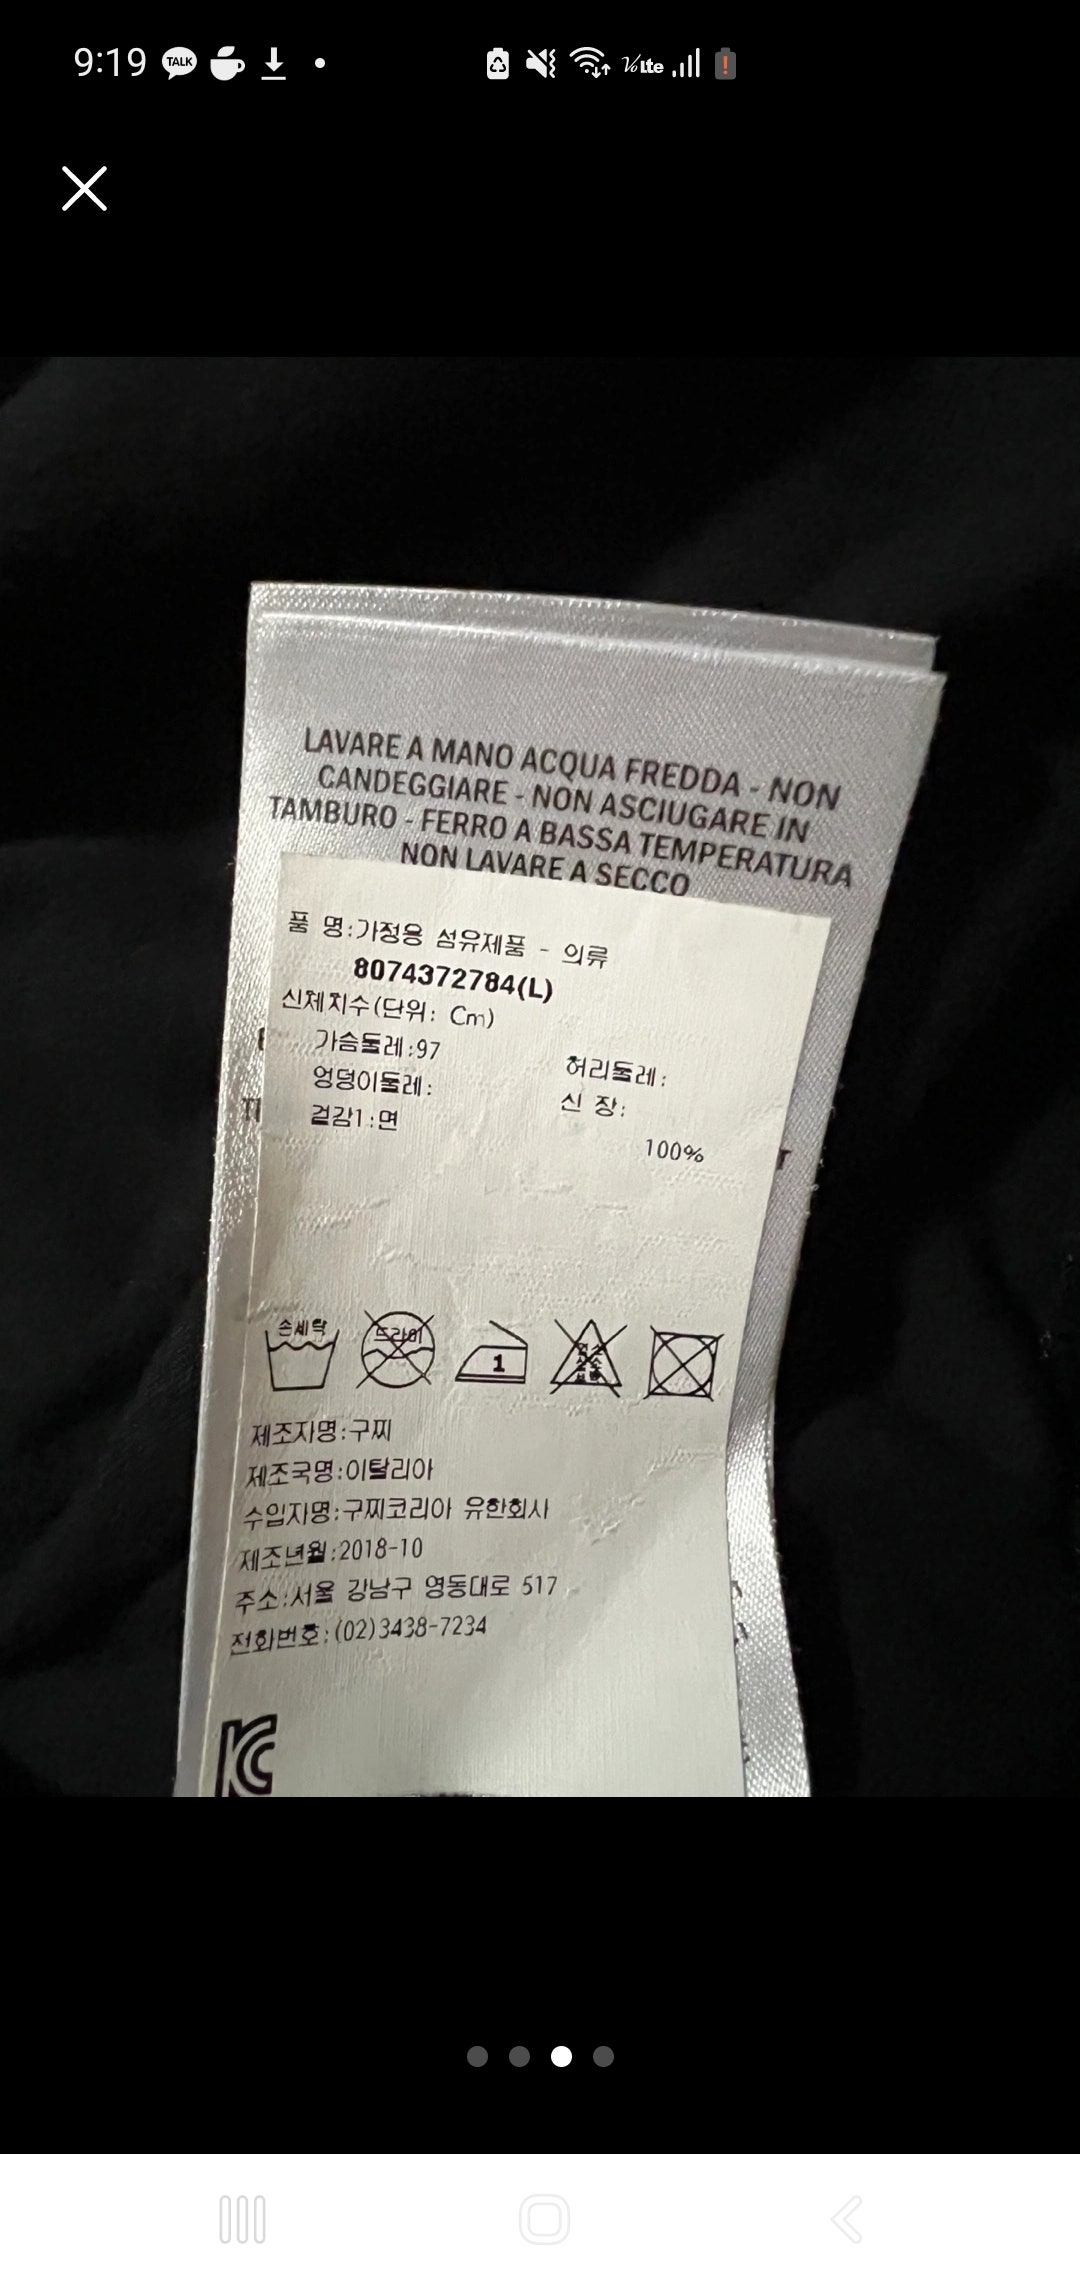 9:19
TALK
VoLte
LAVARE A MANO ACQUA FREDDA - NON
CANDEGGIARE - NON ASCIUGARE IN
TAMBURO - FERRO A BASSA TEMPERATURA
NON LAVARE A SECCO
품 명:가정용 섬유제품 - 의류
8074372784(L)
신체치수(단위: Cm)
가슴둘레:97 허리둘레:
엉덩이둘레: 신 장:
겉감1:면 100%
손세탁 드라이 1
제조자명:구찌
제조국명:이탈리아
수입자명:구찌코리아 유한회사
제조년월:2018-10
주소:서울 강남구 영동대로 517
전화번호:(02)3438-7234
KC